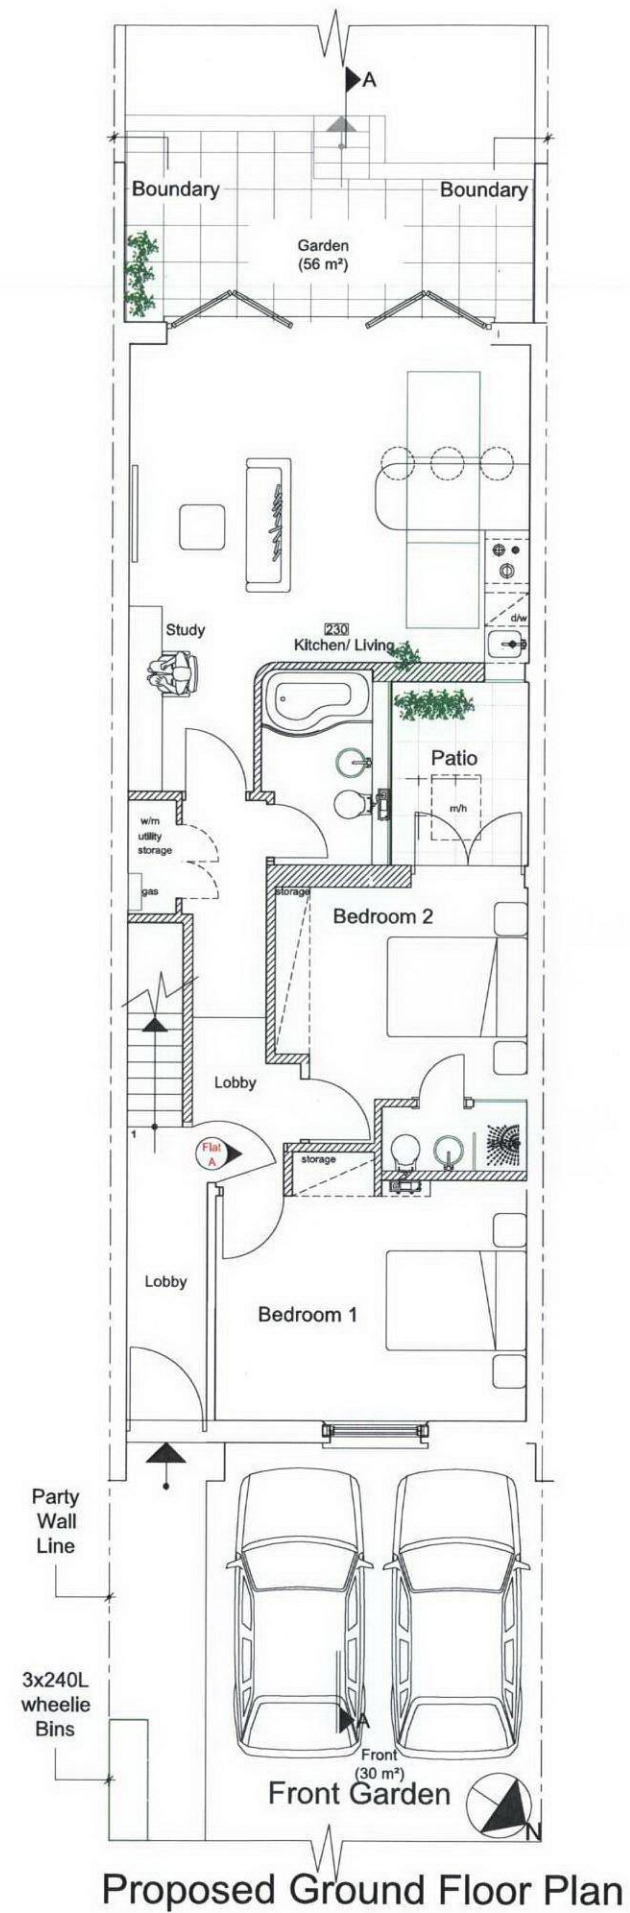 A
Boundary
Boundary
Garden
(56 m²)
Study
230
Kitchen/ Living
d/w
Patio
m/h
w/m
utility
storage
gas
storage
Bedroom 2
Lobby
1
Flat
A
storage
Lobby
Bedroom 1
Party
Wall
Line
3x240L
wheelie
Bins
A
Front
(30 m²)
Front Garden
N
Proposed Ground Floor Plan